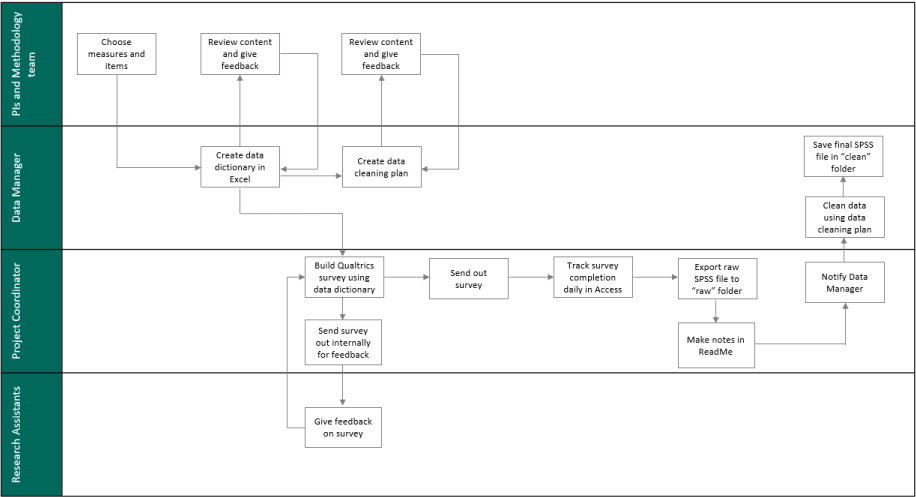 PIs and Methodology
team
Choose
measures and
items
Review content
and give
feedback
Review content
and give
feedback
Data Manager
Create data
dictionary in
Excel
Create data
cleaning plan
Save final SPSS
file in “clean”
folder
Clean data
using data
cleaning plan
Project Coordinator
Build Qualtrics
survey using
data dictionary
Send out
survey
Track survey
completion
daily in Access
Export raw
SPSS file to
“raw” folder
Notify Data
Manager
Send survey
out internally
for feedback
Make notes in
ReadMe
Research Assistants
Give feedback
on survey